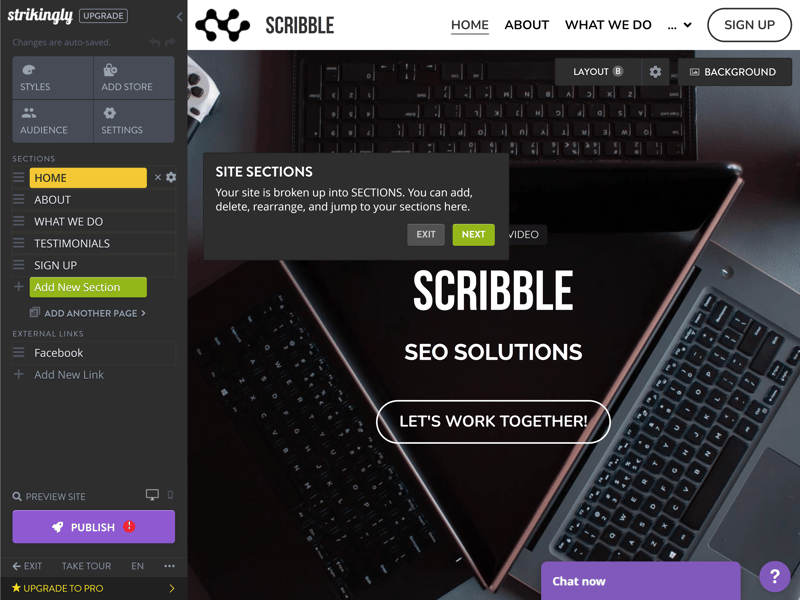 strikingly
UPGRADE
Changes are auto-saved.
STYLES
ADD STORE
AUDIENCE
SETTINGS
SECTIONS
HOME
ABOUT
WHAT WE DO
TESTIMONIALS
SIGN UP
Add New Section
ADD ANOTHER PAGE >
EXTERNAL LINKS
Facebook
Add New Link
PREVIEW SITE
PUBLISH !
EXIT TAKE TOUR EN •••
UPGRADE TO PRO >
SCRIBBLE
HOME ABOUT WHAT WE DO ... SIGN UP
LAYOUT B
BACKGROUND
SITE SECTIONS
Your site is broken up into SECTIONS. You can add,
delete, rearrange, and jump to your sections here.
EXIT NEXT
VIDEO
SCRIBBLE
SEO SOLUTIONS
LET'S WORK TOGETHER!
Chat now
?